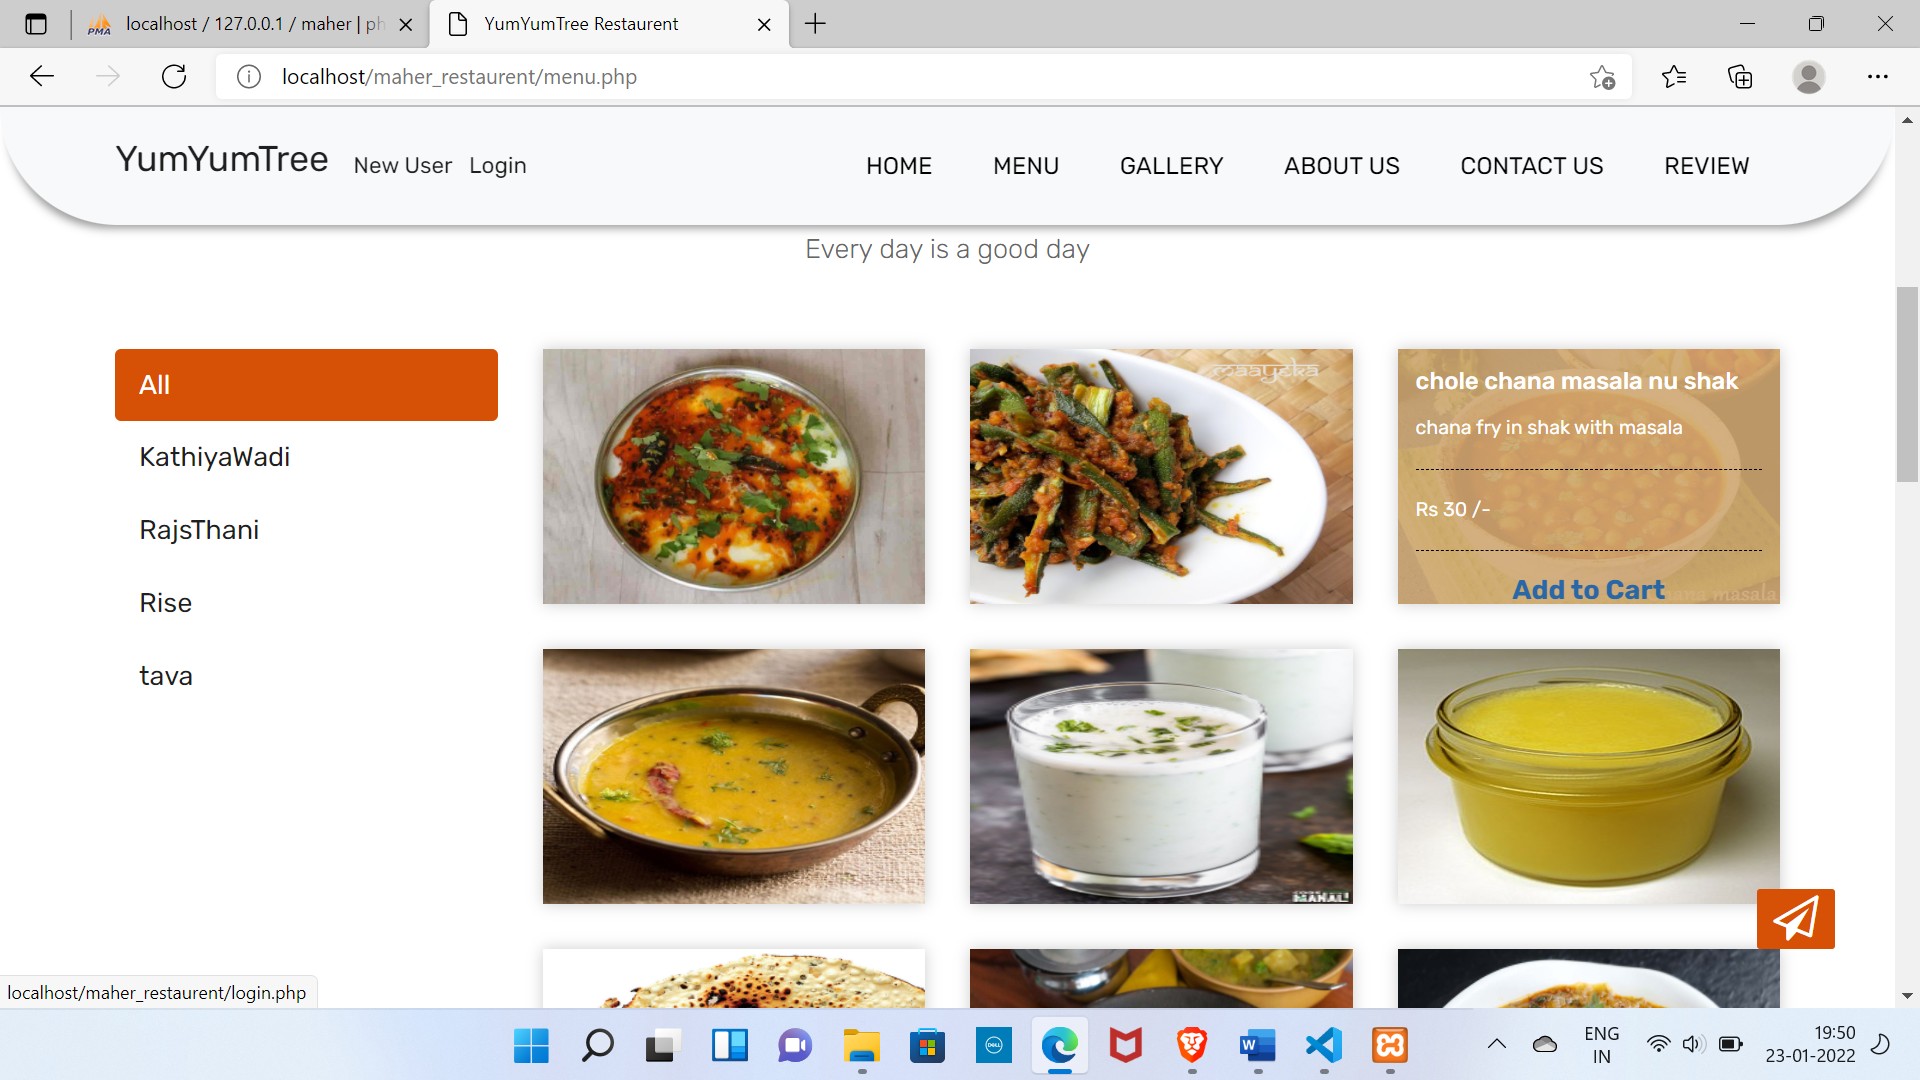 localhost / 127.0.0.1 / maher | ph
YumYumTree Restaurent
localhost/maher_restaurent/menu.php
YumYumTree New User Login HOME MENU GALLERY ABOUT US CONTACT US REVIEW
Every day is a good day
All
KathiyaWadi
RajsThani
Rise
tava
maayeka
chole chana masala nu shak
chana fry in shak with masala
Rs 30 /-
Add to Cart
masala
localhost/maher_restaurent/login.php
ENG
IN
19:50
23-01-2022